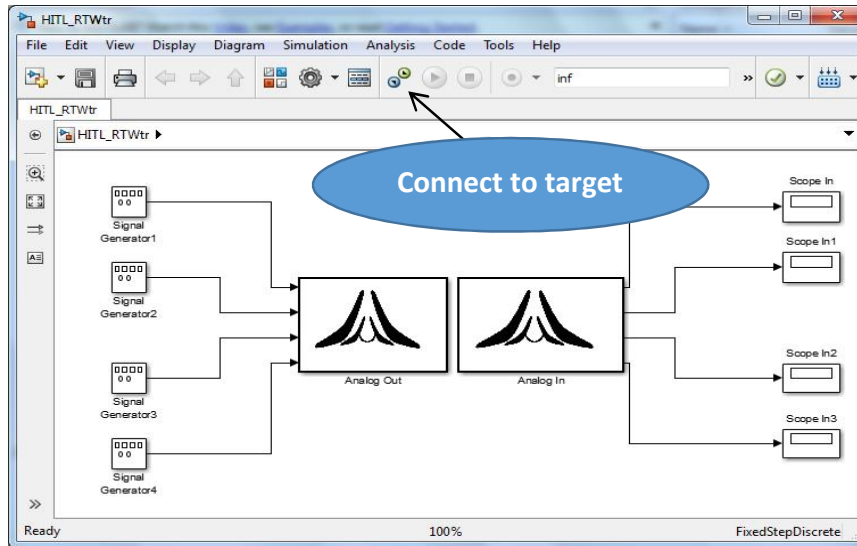 HITL_RTWtr
File Edit View Display Diagram Simulation Analysis Code Tools Help
inf
»
HITL_RTWtr
HITL_RTWtr
Connect to target
Signal
Generator1
Signal
Generator2
Signal
Generator3
Signal
Generator4
Analog Out
Analog In
Scope In
Scope In1
Scope In2
Scope In3
»
Ready 100% FixedStepDiscrete